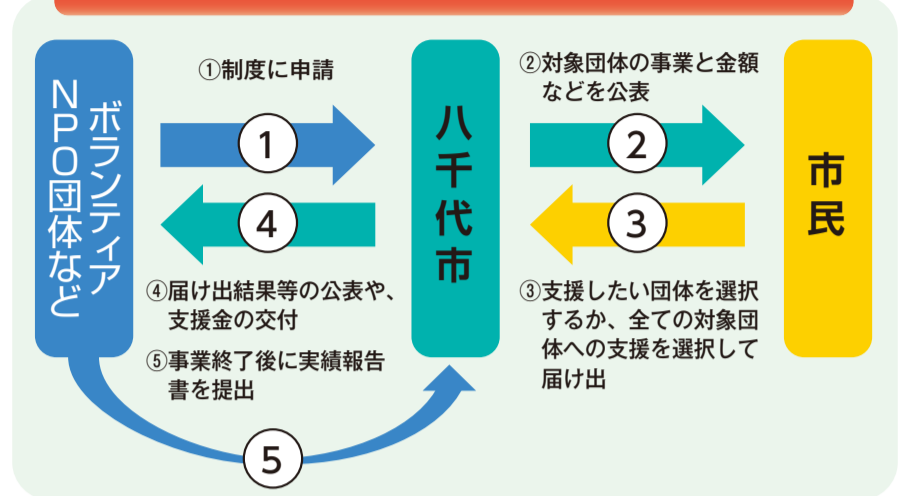 ボランティア
NPO団体など
①制度に申請
1
4
④届け出結果等の公表や、
支援金の交付
⑤事業終了後に実績報告
書を提出
5
八千代市
②対象団体の事業と金額
などを公表
2
3
③支援したい団体を選択
するか、全ての対象団
体への支援を選択して
届け出
市民